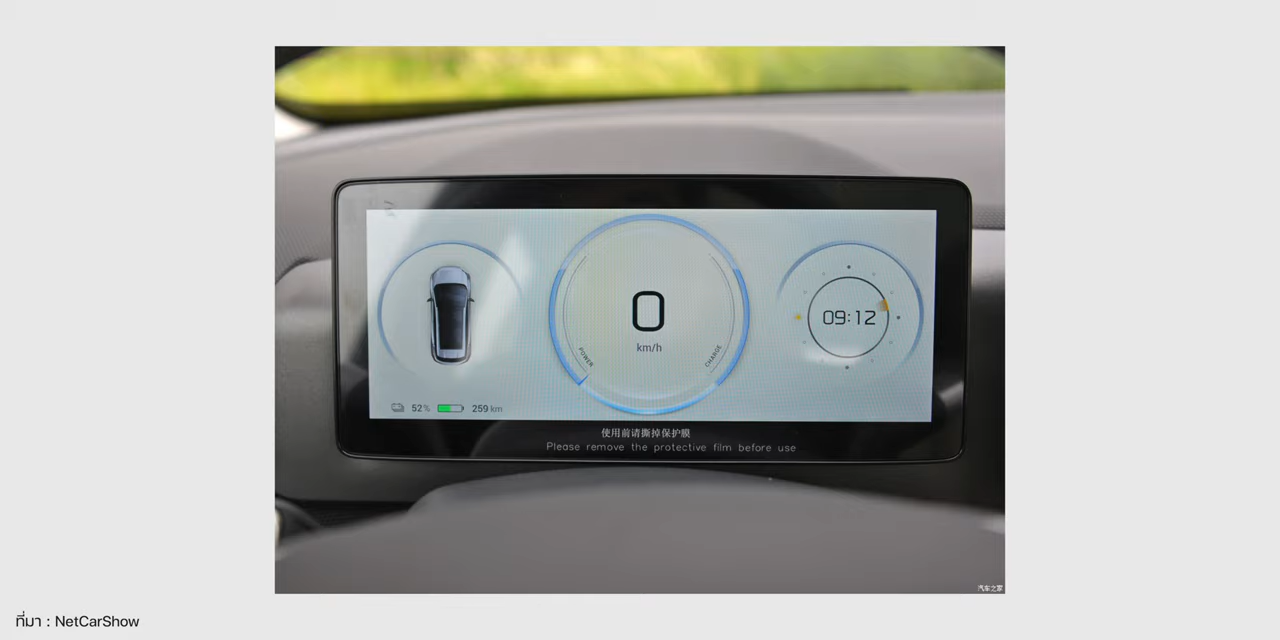 0
km/h
POWER
CHARGE
09:12
52% 259 km
使用前请撕掉保护膜
Please remove the protective film before use
汽车之家
ที่มา : NetCarShow